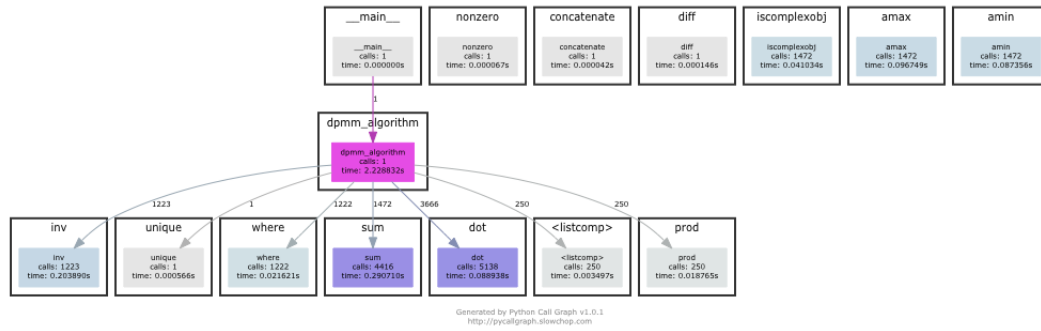 __main__
__main__
calls: 1
time: 0.000000s
nonzero
nonzero
calls: 1
time: 0.000067s
concatenate
concatenate
calls: 1
time: 0.000042s
diff
diff
calls: 1
time: 0.000146s
iscomplexobj
iscomplexobj
calls: 1472
time: 0.041034s
amax
amax
calls: 1472
time: 0.096749s
amin
amin
calls: 1472
time: 0.087356s
1
dpmm_algorithm
dpmm_algorithm
calls: 1
time: 2.228832s
1223
1
1222
1472
3666
250
250
inv
inv
calls: 1223
time: 0.203890s
unique
unique
calls: 1
time: 0.000566s
where
where
calls: 1222
time: 0.021621s
sum
sum
calls: 4416
time: 0.290710s
dot
dot
calls: 5138
time: 0.088938s
<listcomp>
<listcomp>
calls: 250
time: 0.003497s
prod
prod
calls: 250
time: 0.018765s
Generated by Python Call Graph v1.0.1
http://pycallgraph.slowchop.com